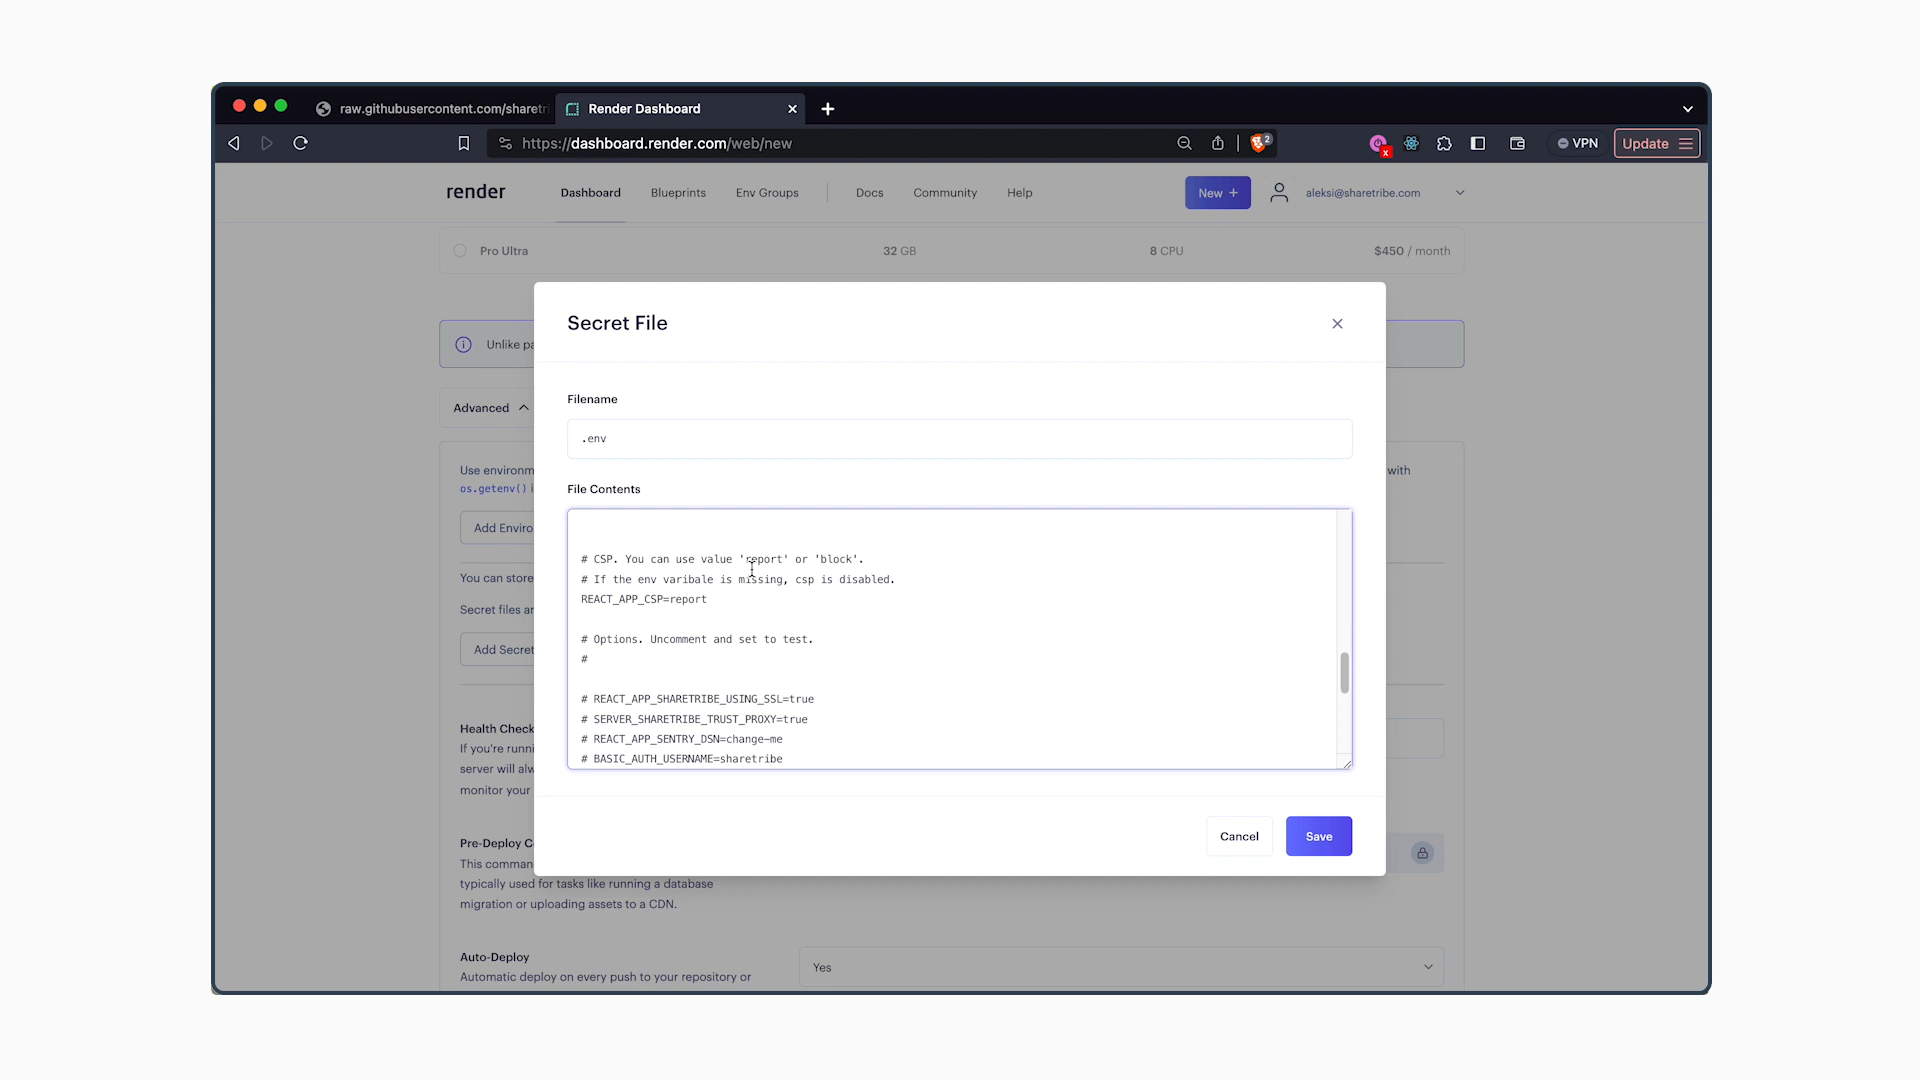 raw.githubusercontent.com/sharetri
Render Dashboard
https://dashboard.render.com/web/new
2
x
VPN
Update
render
Dashboard
Blueprints
Env Groups
Docs
Community
Help
New +
aleksi@sharetribe.com
Pro Ultra
32 GB
8 CPU
$450 / month
Unlike pa
Advanced
Use environm
with
os.getenv() i
Add Enviro
You can store
Secret files ar
Add Secret
Health Check
If you're runni
server will alw
monitor your
Pre-Deploy C
This comman
typically used for tasks like running a database
migration or uploading assets to a CDN.
Auto-Deploy
Automatic deploy on every push to your repository or
Yes
Secret File
Filename
.env
File Contents
# CSP. You can use value 'report' or 'block'.
# If the env varibale is missing, csp is disabled.
REACT_APP_CSP=report
# Options. Uncomment and set to test.
#
# REACT_APP_SHARETRIBE_USING_SSL=true
# SERVER_SHARETRIBE_TRUST_PROXY=true
# REACT_APP_SENTRY_DSN=change-me
# BASIC_AUTH_USERNAME=sharetribe
Cancel
Save